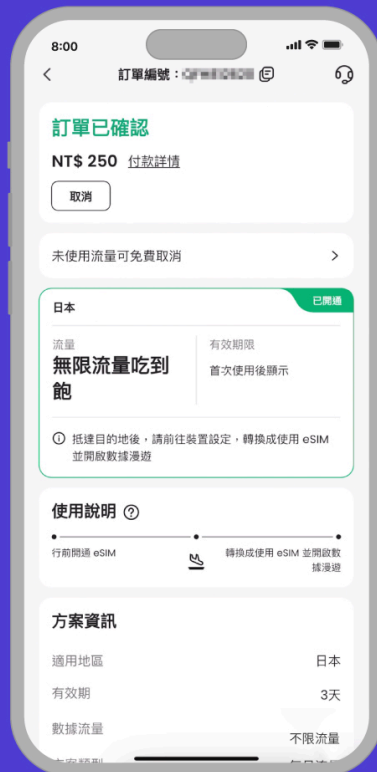 8:00
訂單編號：
訂單已確認
NT$ 250 付款詳情
取消
未使用流量可免費取消
日本
已開通
流量
無限流量吃到
飽
有效期限
首次使用後顯示
抵達目的地後，請前往裝置設定，轉換成使用 eSIM
並開啟數據漫遊
使用說明
行前開通 eSIM
轉換成使用 eSIM 並開啟數
據漫遊
方案資訊
適用地區 日本
有效期 3天
數據流量 不限流量